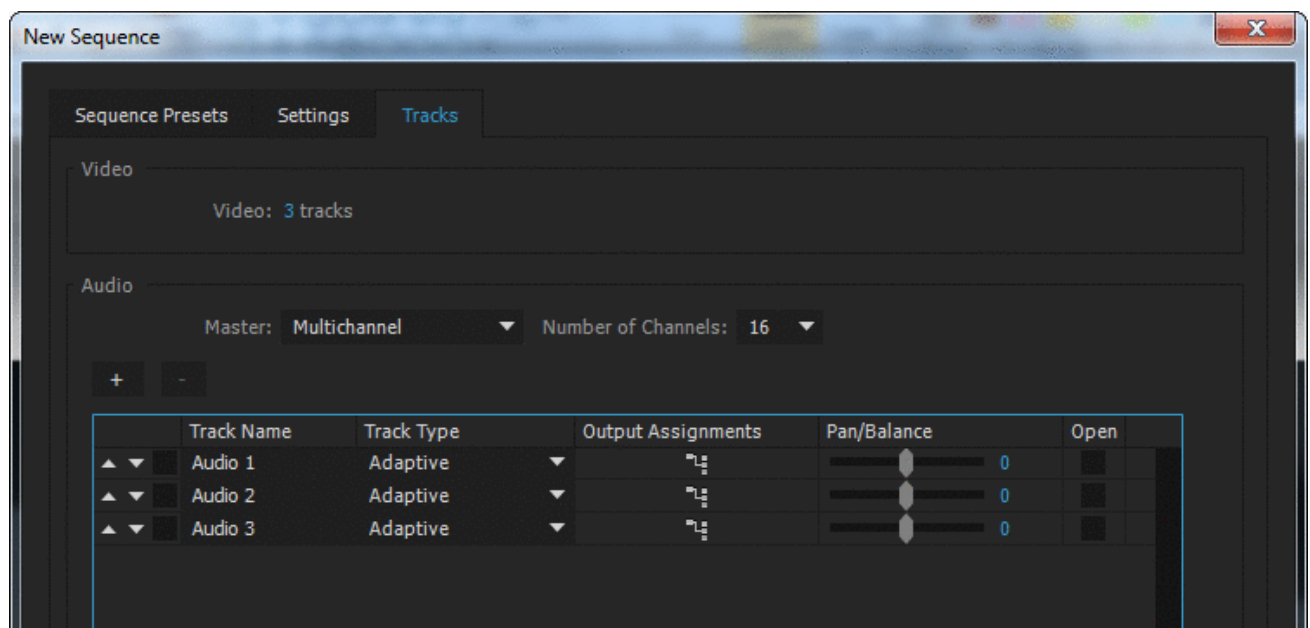 New Sequence
Sequence Presets Settings Tracks
Video
Video: 3 tracks
Audio
Master: Multichannel Number of Channels: 16
+ -
Track Name Track Type Output Assignments Pan/Balance Open
Audio 1 Adaptive 0
Audio 2 Adaptive 0
Audio 3 Adaptive 0